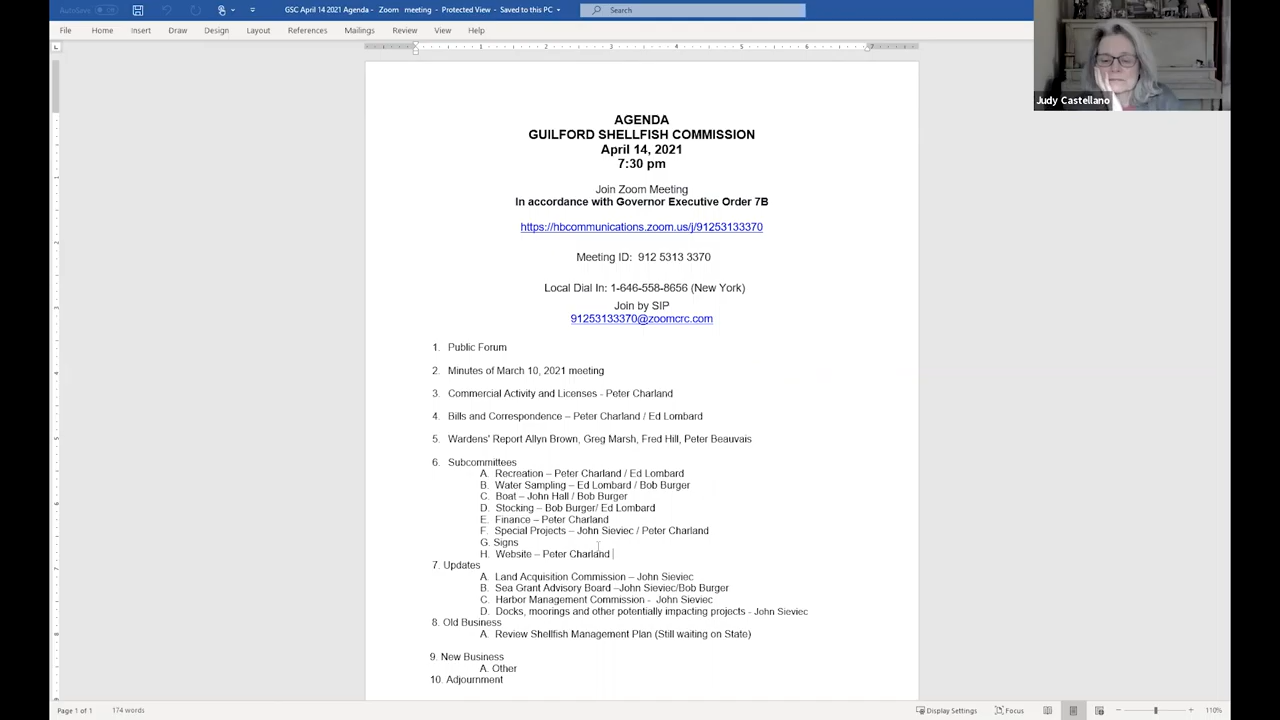 AutoSave Off
GSC April 14 2021 Agenda - Zoom meeting - Protected View - Saved to this PC
Search
File Home Insert Draw Design Layout References Mailings Review View Help
Judy Castellano
AGENDA
GUILFORD SHELLFISH COMMISSION
April 14, 2021
7:30 pm
Join Zoom Meeting
In accordance with Governor Executive Order 7B
https://hbcommunications.zoom.us/j/91253133370
Meeting ID: 912 5313 3370
Local Dial In: 1-646-558-8656 (New York)
Join by SIP
91253133370@zoomcrc.com
1. Public Forum
2. Minutes of March 10, 2021 meeting
3. Commercial Activity and Licenses - Peter Charland
4. Bills and Correspondence – Peter Charland / Ed Lombard
5. Wardens' Report Allyn Brown, Greg Marsh, Fred Hill, Peter Beauvais
6. Subcommittees
A. Recreation – Peter Charland / Ed Lombard
B. Water Sampling – Ed Lombard / Bob Burger
C. Boat – John Hall / Bob Burger
D. Stocking – Bob Burger/ Ed Lombard
E. Finance – Peter Charland
F. Special Projects – John Sieviec / Peter Charland
G. Signs
H. Website – Peter Charland
7. Updates
A. Land Acquisition Commission – John Sieviec
B. Sea Grant Advisory Board –John Sieviec/Bob Burger
C. Harbor Management Commission - John Sieviec
D. Docks, moorings and other potentially impacting projects - John Sieviec
8. Old Business
A. Review Shellfish Management Plan (Still waiting on State)
9. New Business
A. Other
10. Adjournment
Page 1 of 1 174 words Display Settings Focus 110%